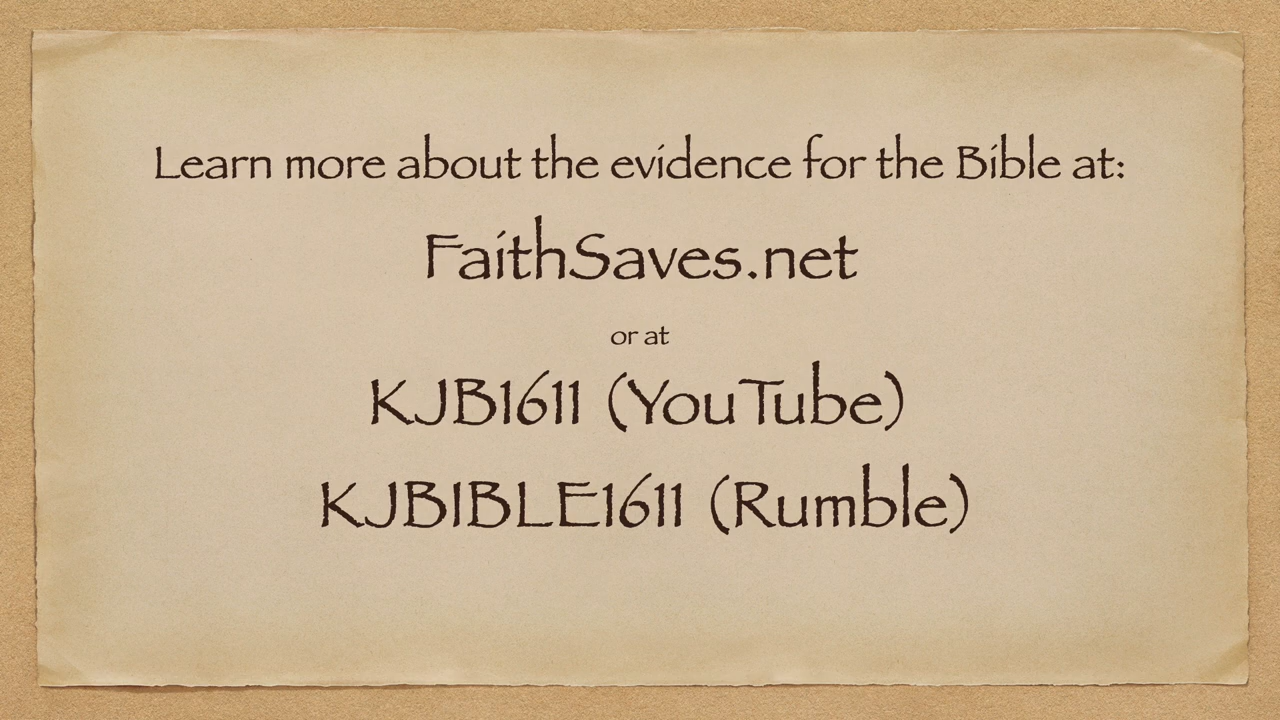 Learn more about the evidence for the Bible at:
FaithSaves.net
or at
KJB1611 (YouTube)
KJBIBLE1611 (Rumble)